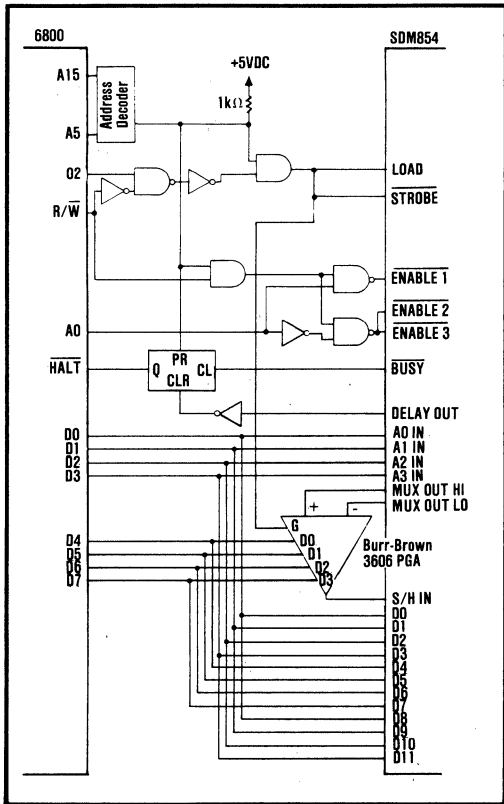 6800
SDM854
A15
+5VDC
1kΩ
Address
Decoder
A5
02
LOAD
STROBE
R/W
ENABLE 1
ENABLE 2
ENABLE 3
A0
PR
HALT
Q
CL
CLR
BUSY
DELAY OUT
D0
A0 IN
D1
A1 IN
D2
A2 IN
D3
A3 IN
MUX OUT HI
MUX OUT LO
+
-
G
Burr-Brown
3606 PGA
D4
D0
D5
D1
D6
D2
D7
D3
S/H IN
D0
D1
D2
D3
D4
D5
D6
D7
D8
D9
D10
D11